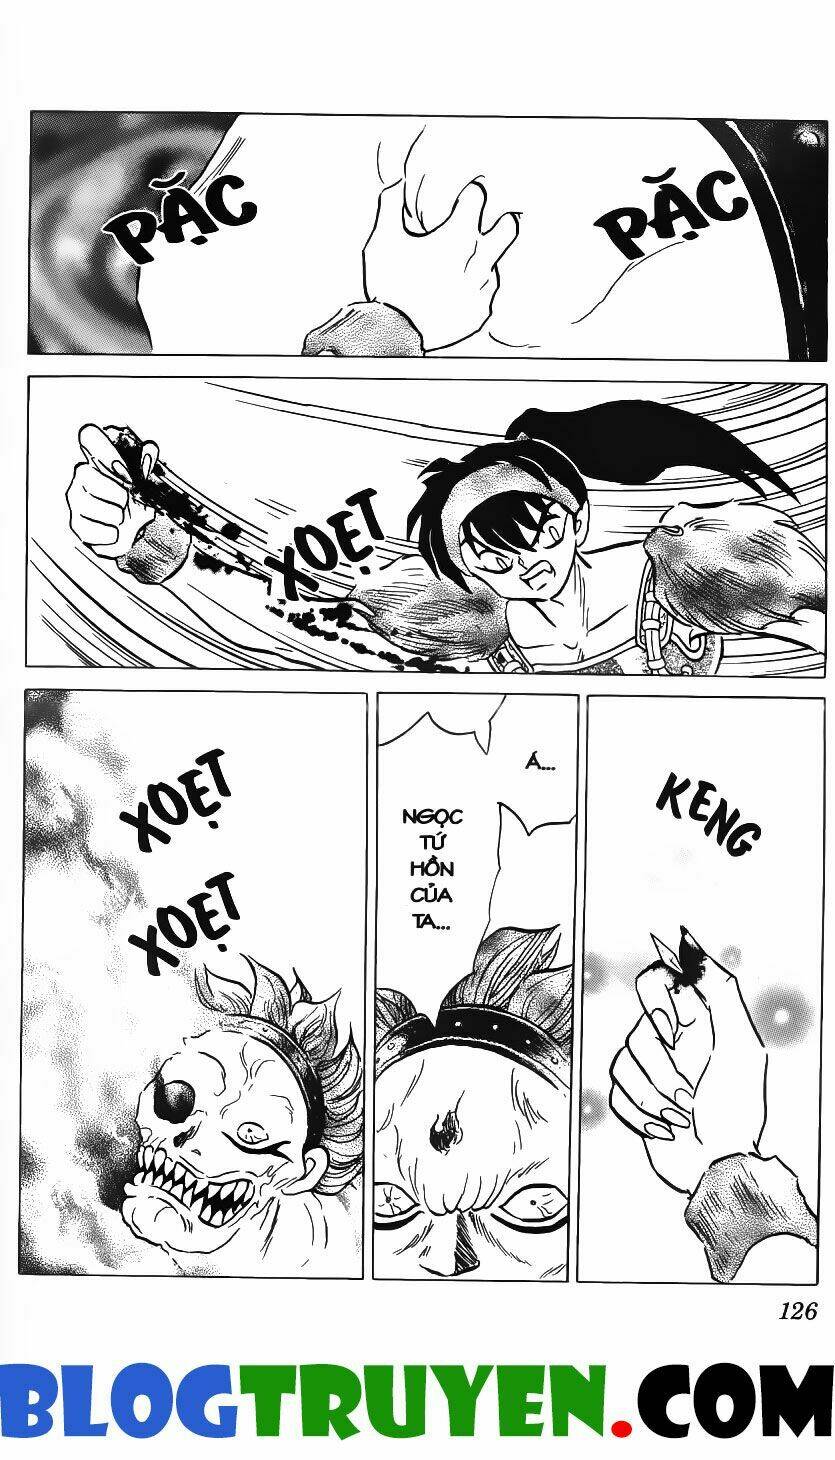 PẶC
PẶC
XOẸT
KENG
Á...
NGỌC
TỨ
HỒN
CỦA
TA...
XOẸT
XOẸT
126
BLOGTRUYEN.COM